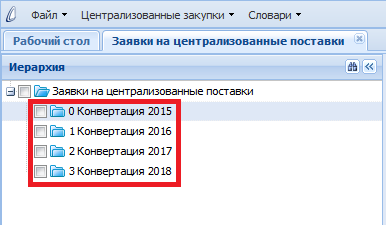 Файл Централизованные закупки Словари
Рабочий стол Заявки на централизованные поставки
Иерархия
Заявки на централизованные поставки
0 Конвертация 2015
1 Конвертация 2016
2 Конвертация 2017
3 Конвертация 2018